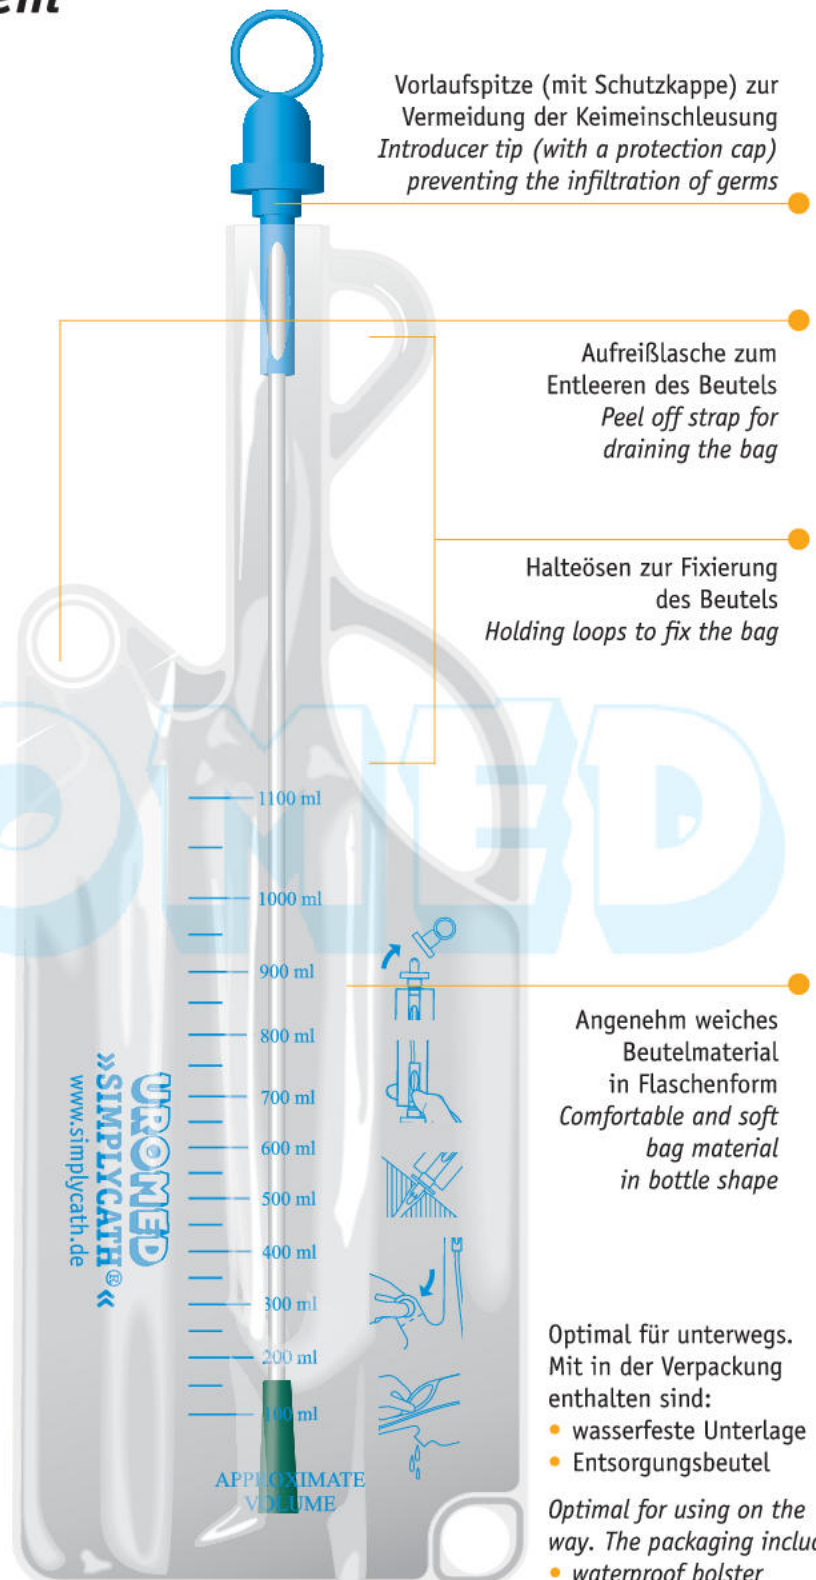 Vorlaufspitze (mit Schutzkappe) zur
Vermeidung der Keimeinschleusung
Introducer tip (with a protection cap)
preventing the infiltration of germs
Aufreißlasche zum
Entleeren des Beutels
Peel off strap for
draining the bag
Halteösen zur Fixierung
des Beutels
Holding loops to fix the bag
OMED
1100 ml
1000 ml
900 ml
800 ml
700 ml
600 ml
500 ml
400 ml
300 ml
200 ml
100 ml
APPROXIMATE
VOLUME
UROMED
»SIMPLYCATH®«
www.simplycath.de
Angenehm weiches
Beutelmaterial
in Flaschenform
Comfortable and soft
bag material
in bottle shape
Optimal für unterwegs.
Mit in der Verpackung
enthalten sind:
• wasserfeste Unterlage
• Entsorgungsbeutel
Optimal for using on the
way. The packaging inclu
• waterproof bolster